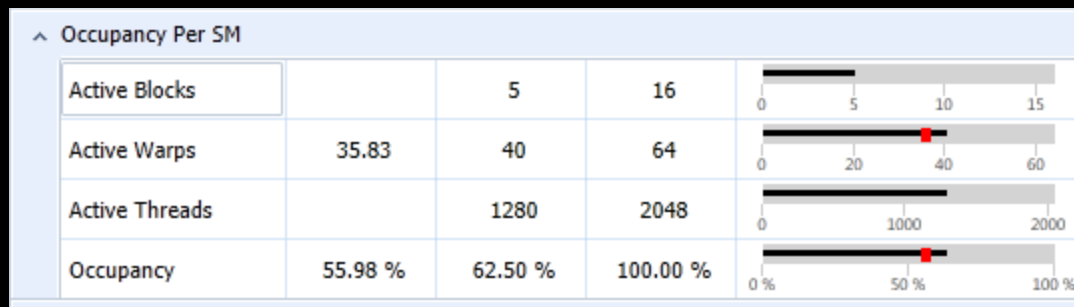 Occupancy Per SM
Active Blocks 5 16
0 5 10 15
Active Warps 35.83 40 64
0 20 40 60
Active Threads 1280 2048
0 1000 2000
Occupancy 55.98 % 62.50 % 100.00 %
0 % 50 % 100 %